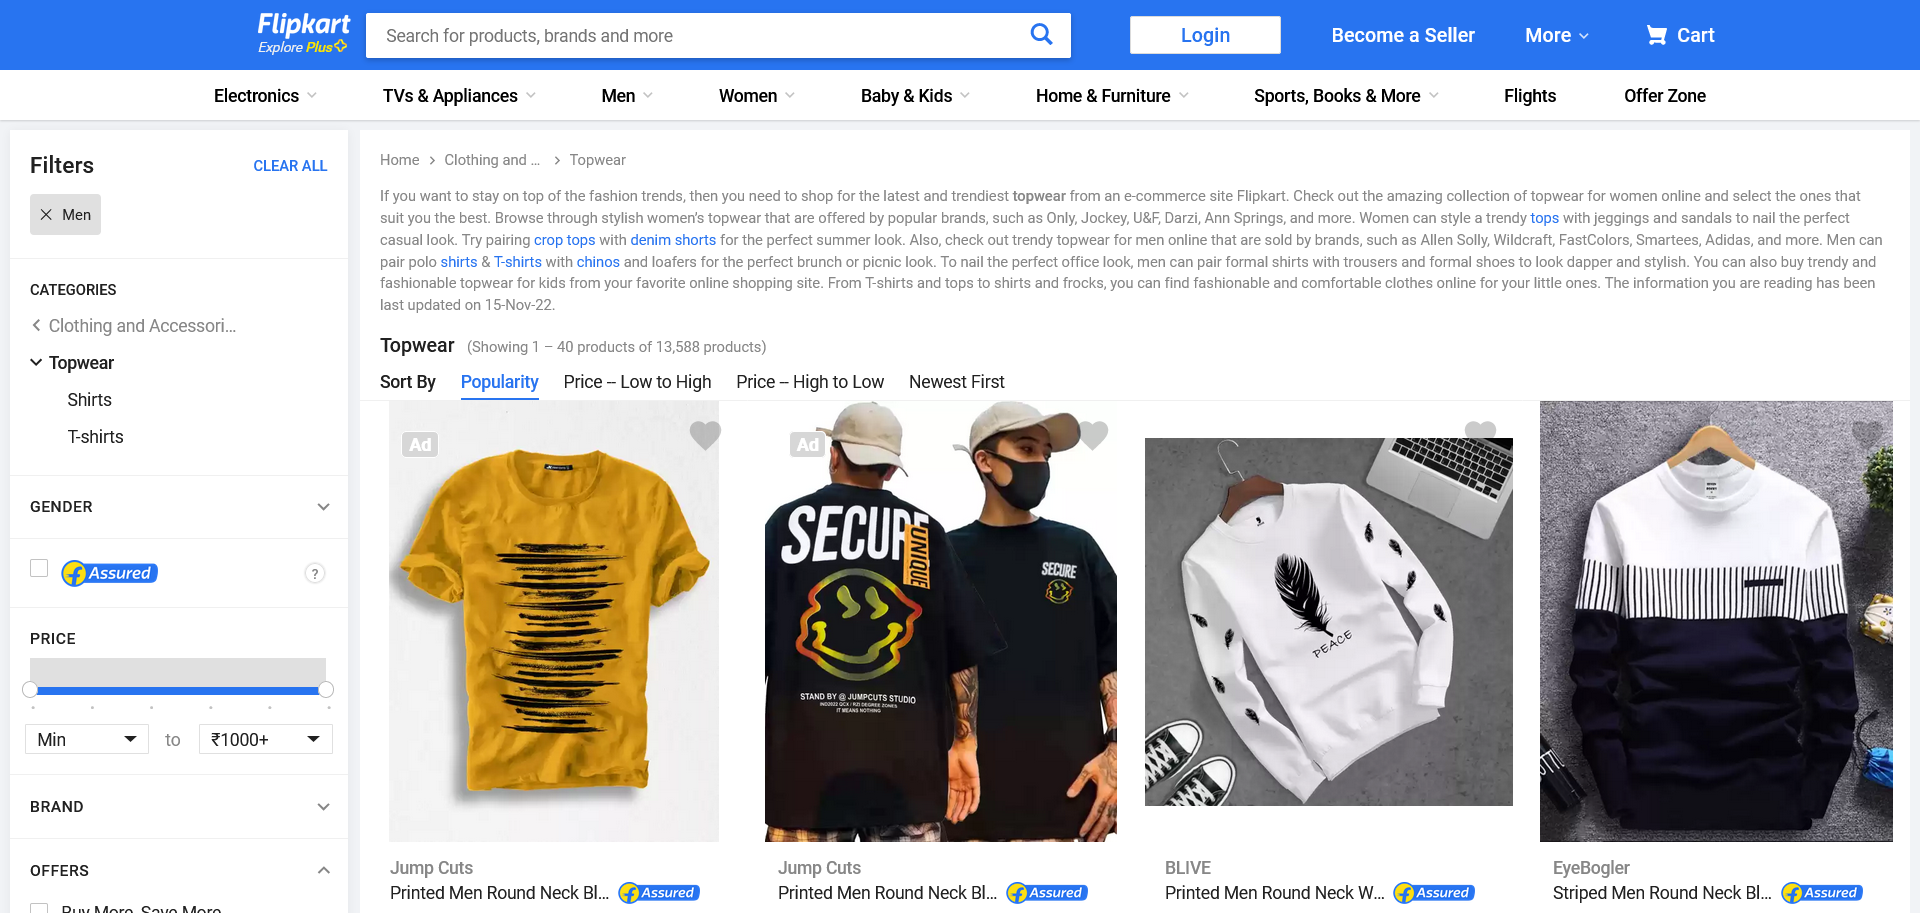 Flipkart
Explore Plus
Search for products, brands and more
Login
Become a Seller
More
Cart
Electronics
TVs & Appliances
Men
Women
Baby & Kids
Home & Furniture
Sports, Books & More
Flights
Offer Zone
Filters
CLEAR ALL
Men
CATEGORIES
Clothing and Accessori...
Topwear
Shirts
T-shirts
GENDER
Assured
?
PRICE
Min
to
₹1000+
BRAND
OFFERS
Buy More, Save More
Home
Clothing and ...
Topwear
If you want to stay on top of the fashion trends, then you need to shop for the latest and trendiest topwear from an e-commerce site Flipkart. Check out the amazing collection of topwear for women online and select the ones that
suit you the best. Browse through stylish women's topwear that are offered by popular brands, such as Only, Jockey, U&F, Darzi, Ann Springs, and more. Women can style a trendy tops with jeggings and sandals to nail the perfect
casual look. Try pairing crop tops with denim shorts for the perfect summer look. Also, check out trendy topwear for men online that are sold by brands, such as Allen Solly, Wildcraft, FastColors, Smartees, Adidas, and more. Men can
pair polo shirts & T-shirts with chinos and loafers for the perfect brunch or picnic look. To nail the perfect office look, men can pair formal shirts with trousers and formal shoes to look dapper and stylish. You can also buy trendy and
fashionable topwear for kids from your favorite online shopping site. From T-shirts and tops to shirts and frocks, you can find fashionable and comfortable clothes online for your little ones. The information you are reading has been
last updated on 15-Nov-22.
Topwear (Showing 1 – 40 products of 13,588 products)
Sort By
Popularity
Price -- Low to High
Price -- High to Low
Newest First
Ad
Jump Cuts
Printed Men Round Neck Bl...
Assured
Ad
SECURE
UNIQUE
STAND BY @ JUMPCUTS STUDIO
IND2022 QCX / RZI DEGREE ZONES
IT MEANS NOTHING
SECURE
Jump Cuts
Printed Men Round Neck Bl...
Assured
PEACE
BLIVE
Printed Men Round Neck W...
Assured
EyeBogler
Striped Men Round Neck Bl...
Assured